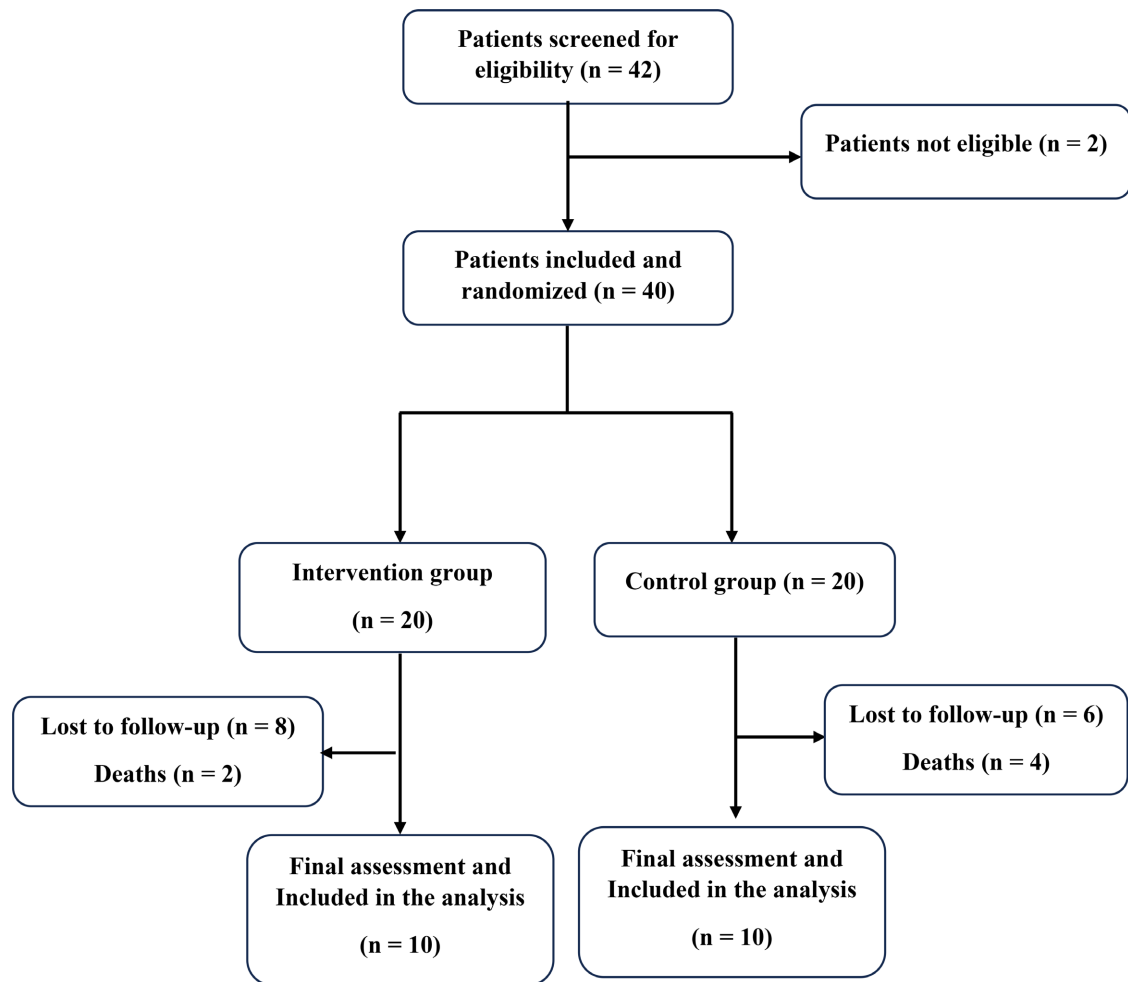 Patients screened for
eligibility (n = 42)
Patients not eligible (n = 2)
Patients included and
randomized (n = 40)
Intervention group
(n = 20)
Control group (n = 20)
Lost to follow-up (n = 8)
Deaths (n = 2)
Lost to follow-up (n = 6)
Deaths (n = 4)
Final assessment and
Included in the analysis
(n = 10)
Final assessment and
Included in the analysis
(n = 10)